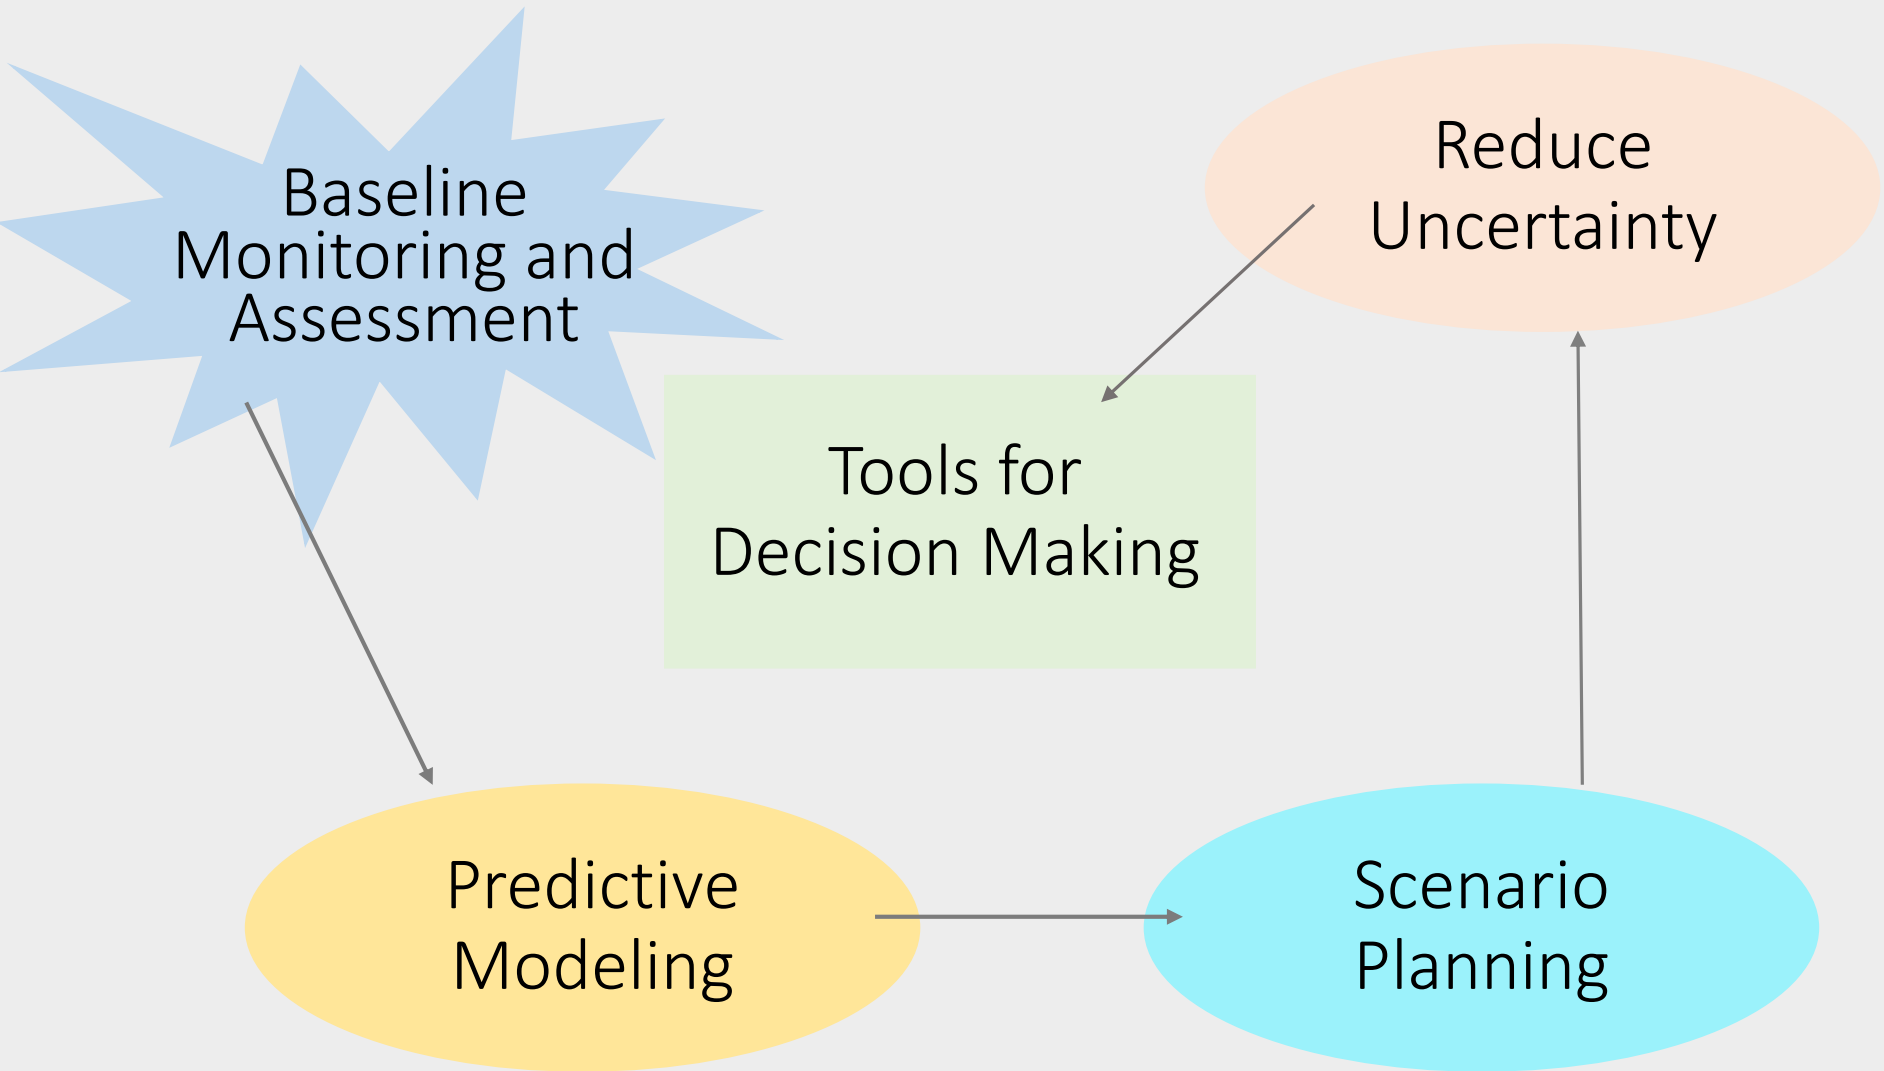 Baseline
Monitoring and
Assessment
Reduce
Uncertainty
Tools for
Decision Making
Predictive
Modeling
Scenario
Planning